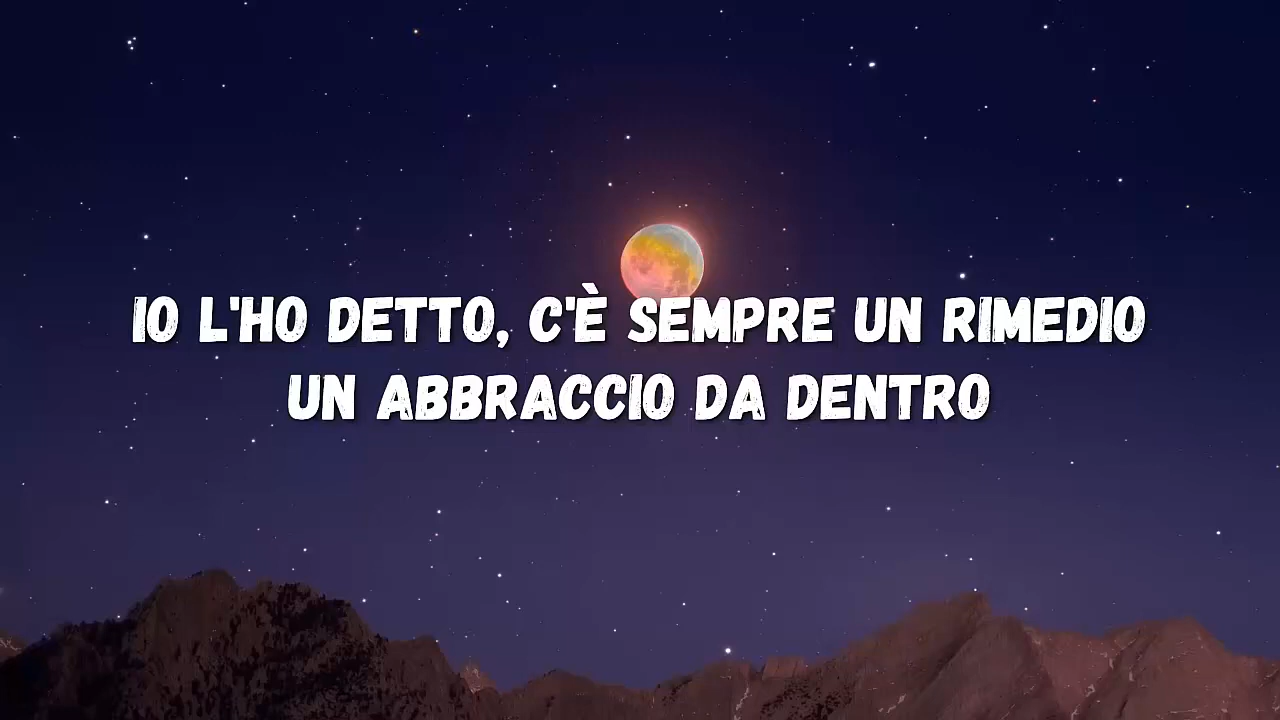 IO L'HO DETTO, C'È SEMPRE UN RIMEDIO
UN ABBRACCIO DA DENTRO